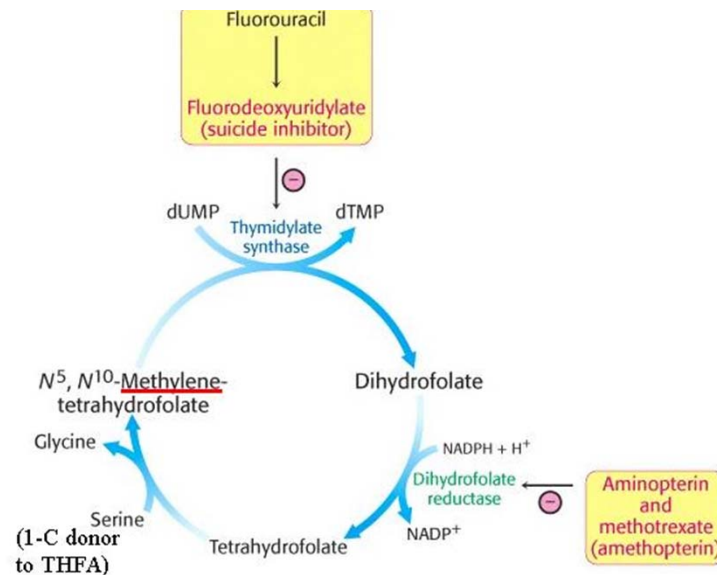 Fluorouracil
Fluorodeoxyuridylate
(suicide inhibitor)
−
dUMP
dTMP
Thymidylate
synthase
N⁵, N¹⁰-Methylene-
tetrahydrofolate
Dihydrofolate
Glycine
NADPH + H⁺
Dihydrofolate
reductase
−
Aminopterin
and
methotrexate
(amethopterin)
Serine
(1-C donor
to THFA)
Tetrahydrofolate
NADP⁺